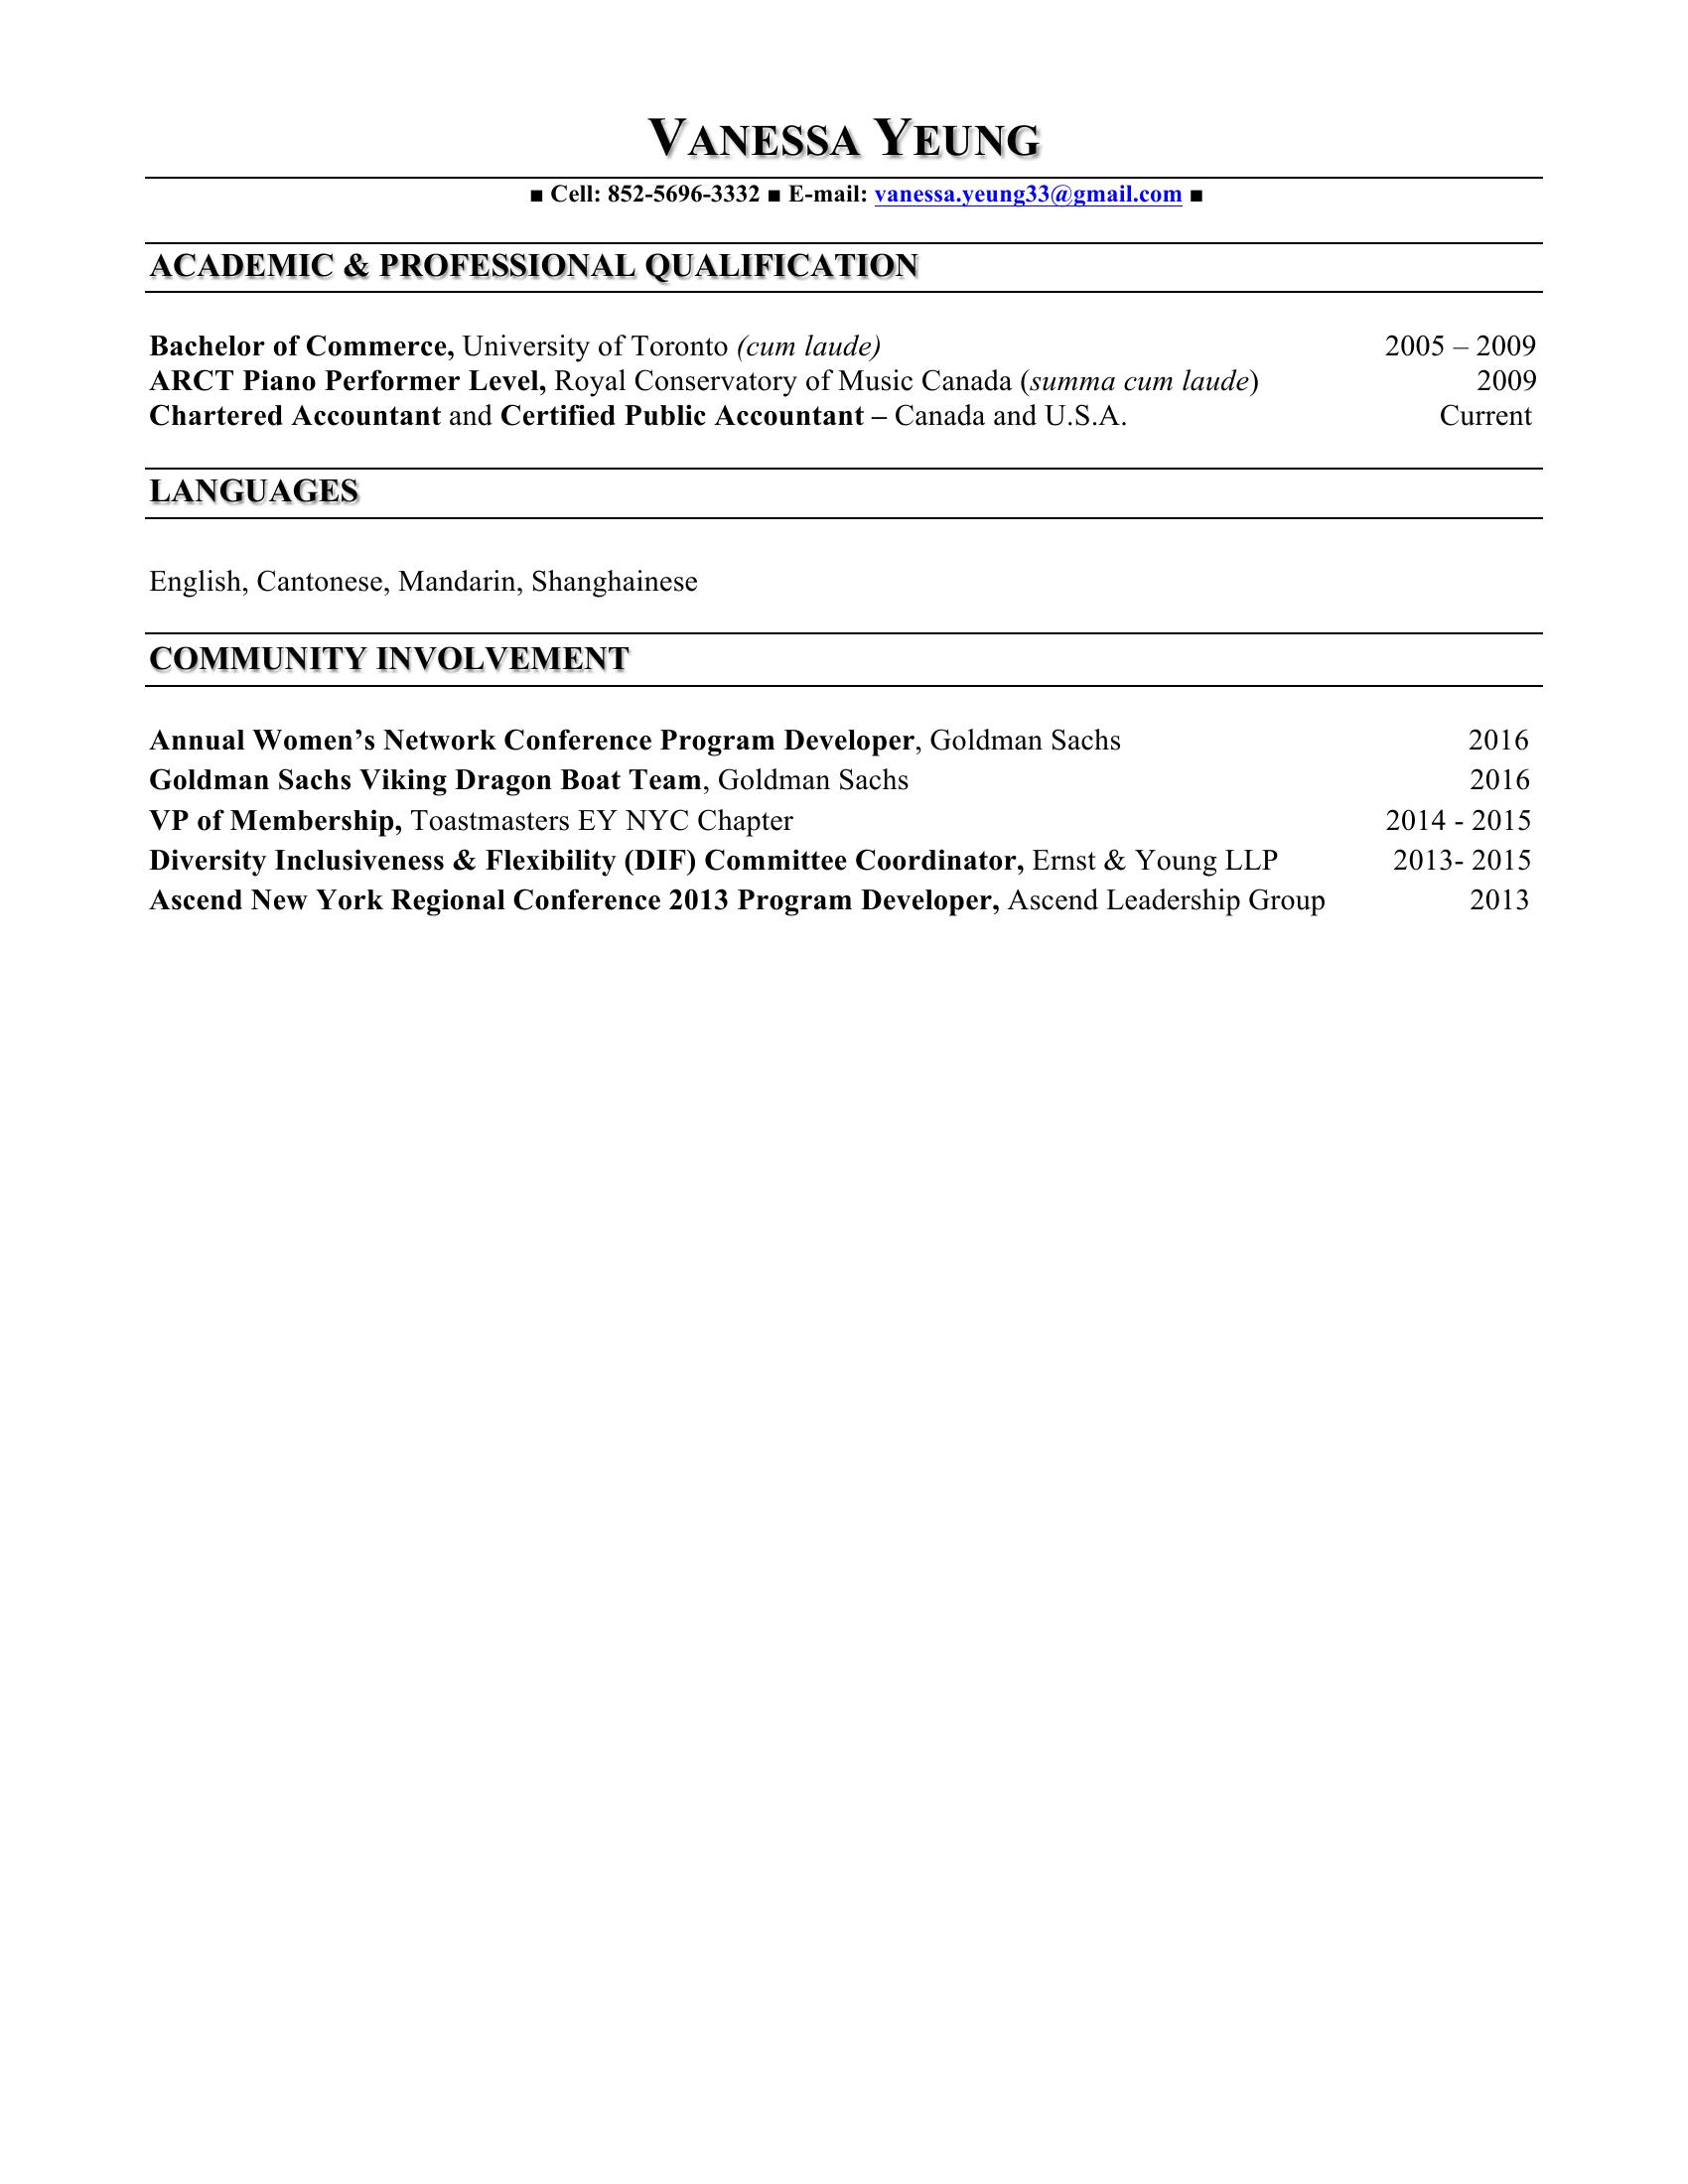 VANESSA YEUNG
■ Cell: 852-5696-3332 ■ E-mail: vanessa.yeung33@gmail.com ■
ACADEMIC & PROFESSIONAL QUALIFICATION
Bachelor of Commerce, University of Toronto (cum laude) 2005 – 2009
ARCT Piano Performer Level, Royal Conservatory of Music Canada (summa cum laude) 2009
Chartered Accountant and Certified Public Accountant – Canada and U.S.A. Current
LANGUAGES
English, Cantonese, Mandarin, Shanghainese
COMMUNITY INVOLVEMENT
Annual Women’s Network Conference Program Developer, Goldman Sachs 2016
Goldman Sachs Viking Dragon Boat Team, Goldman Sachs 2016
VP of Membership, Toastmasters EY NYC Chapter 2014 - 2015
Diversity Inclusiveness & Flexibility (DIF) Committee Coordinator, Ernst & Young LLP 2013- 2015
Ascend New York Regional Conference 2013 Program Developer, Ascend Leadership Group 2013